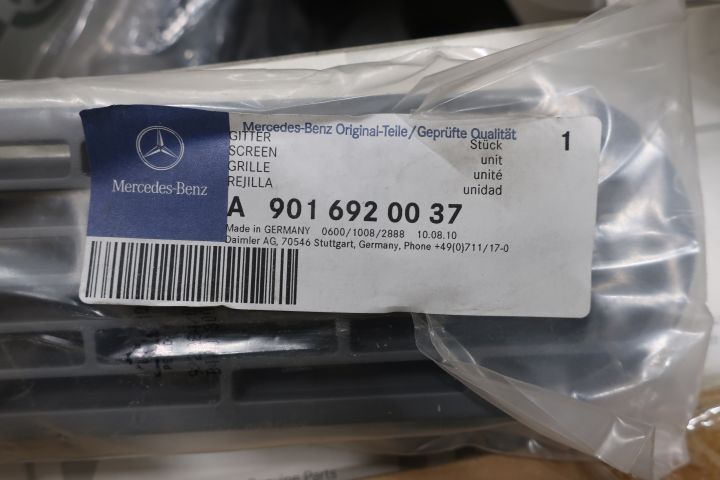 Mercedes-Benz Original-Teile/Geprüfte Qualität
GITTER
SCREEN
GRILLE
REJILLA
Stück
unit
unité
unidad
1
Mercedes-Benz
A 901 692 00 37
Made in GERMANY 0600/1008/2888 10.08.10
Daimler AG, 70546 Stuttgart, Germany, Phone +49(0)711/17-0
Parts